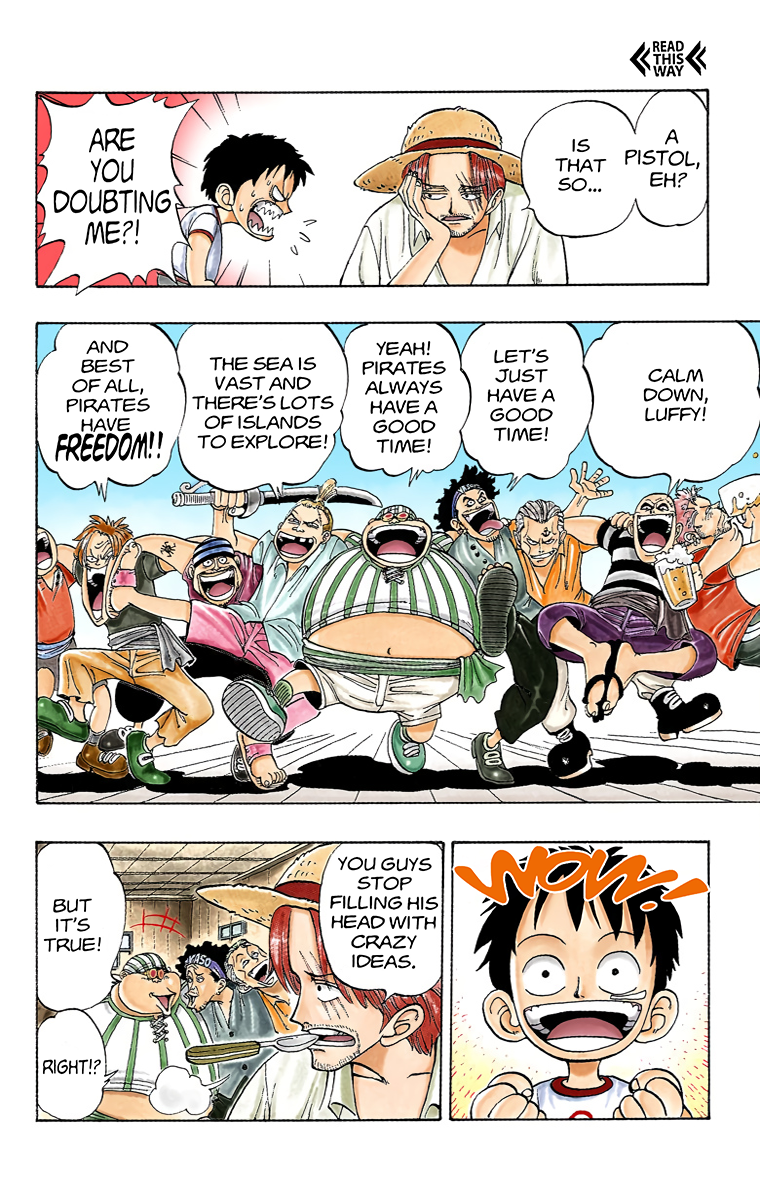 READ
THIS
WAY
A
PISTOL,
EH?
IS
THAT
SO...
ARE
YOU
DOUBTING
ME?!
CALM
DOWN,
LUFFY!
LET'S
JUST
HAVE A
GOOD
TIME!
YEAH!
PIRATES
ALWAYS
HAVE A
GOOD
TIME!
THE SEA IS
VAST AND
THERE'S LOTS
OF ISLANDS
TO EXPLORE!
AND
BEST
OF ALL,
PIRATES
HAVE
FREEDOM!!
WOW!
YOU GUYS
STOP
FILLING HIS
HEAD WITH
CRAZY
IDEAS.
BUT
IT'S
TRUE!
RIGHT!?